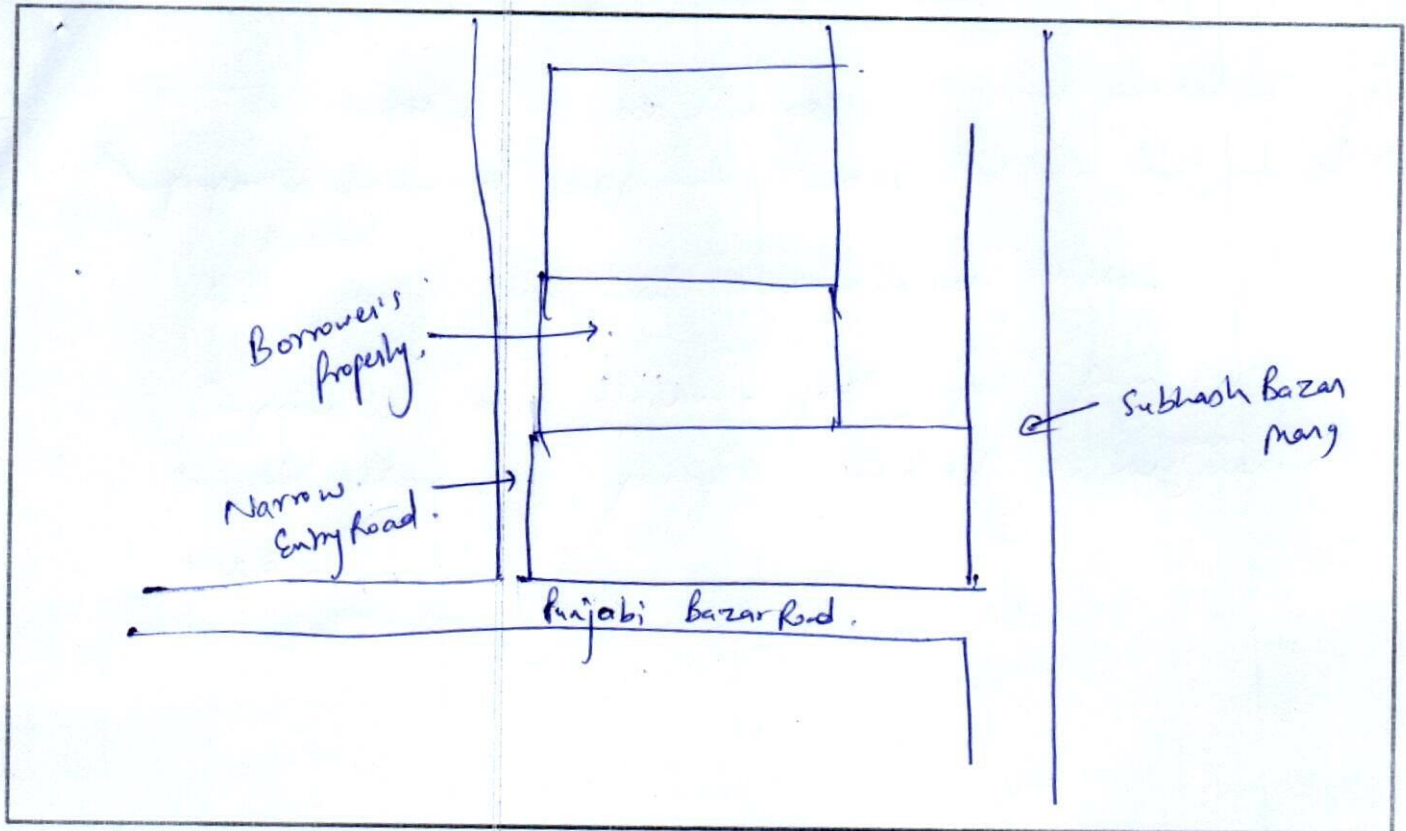 Borrower's
Property.
Subhash Bazar
Marg
Narrow
Entry Road.
Punjabi Bazar Road.